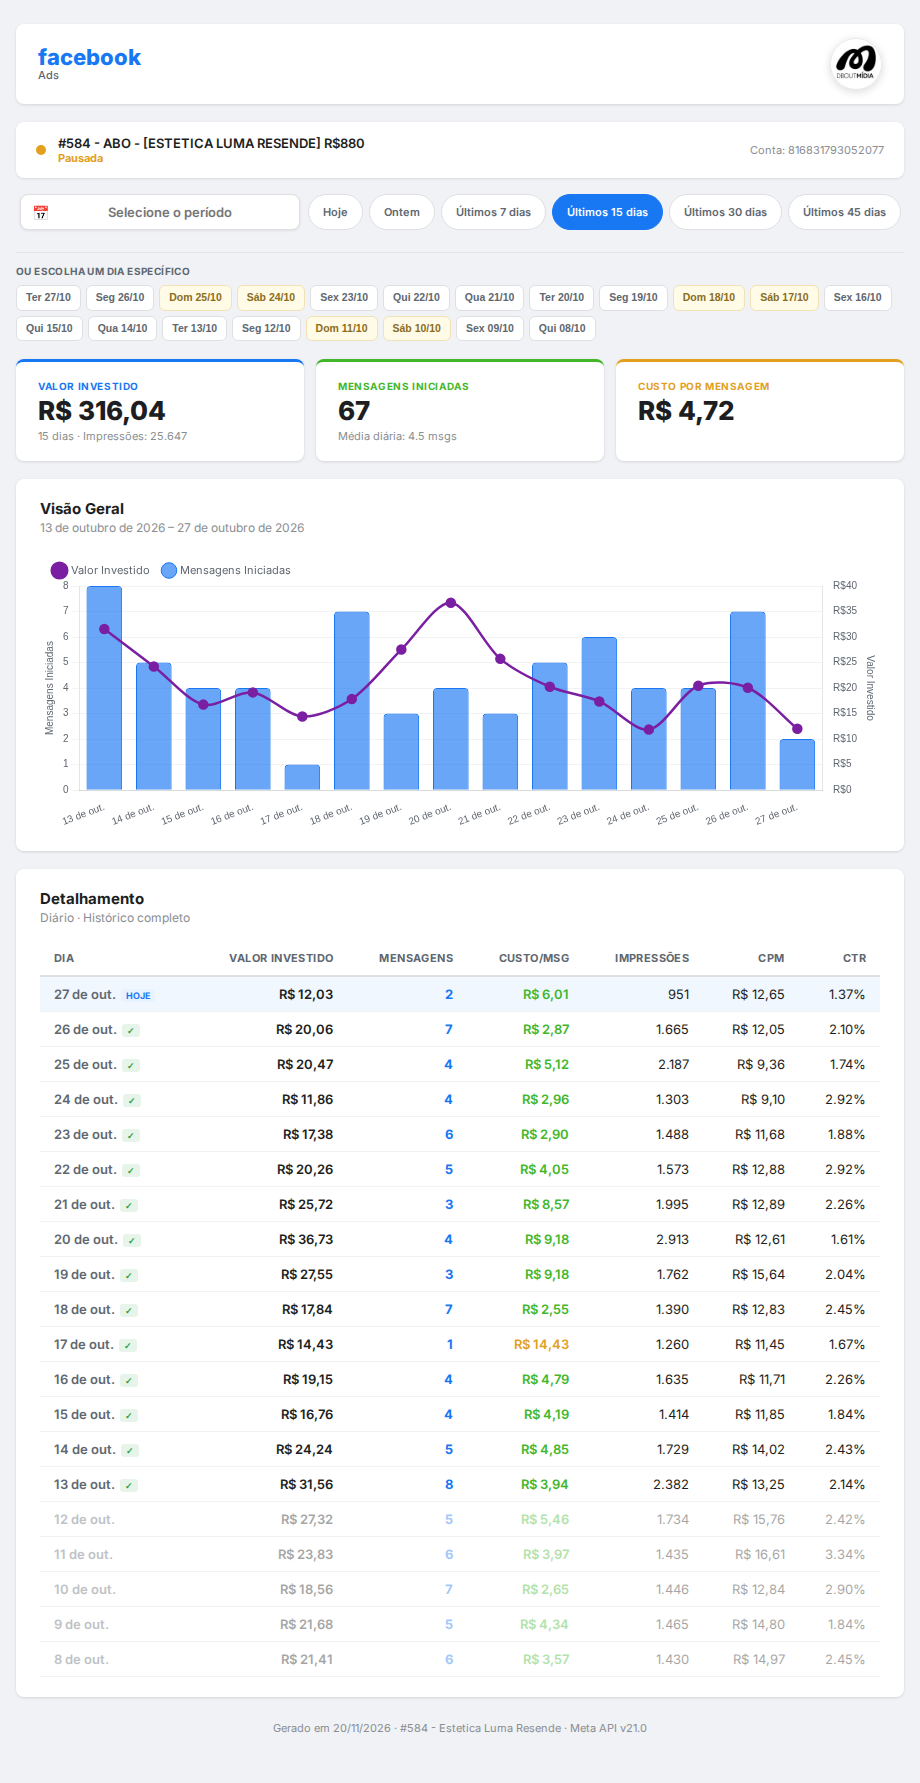 facebook
Ads
DBOUTMÍDIA
#584 - ABO - [ESTETICA LUMA RESENDE] R$880
Pausada
Conta: 816831793052077
📅 Selecione o período
Hoje
Ontem
Últimos 7 dias
Últimos 15 dias
Últimos 30 dias
Últimos 45 dias
OU ESCOLHA UM DIA ESPECÍFICO
Ter 27/10 Seg 26/10 Dom 25/10 Sáb 24/10 Sex 23/10 Qui 22/10 Qua 21/10 Ter 20/10 Seg 19/10 Dom 18/10 Sáb 17/10 Sex 16/10
Qui 15/10 Qua 14/10 Ter 13/10 Seg 12/10 Dom 11/10 Sáb 10/10 Sex 09/10 Qui 08/10
VALOR INVESTIDO
R$ 316,04
15 dias · Impressões: 25.647
MENSAGENS INICIADAS
67
Média diária: 4.5 msgs
CUSTO POR MENSAGEM
R$ 4,72
Visão Geral
13 de outubro de 2026 – 27 de outubro de 2026
Valor Investido Mensagens Iniciadas
Mensagens Iniciadas
8
7
6
5
4
3
2
1
0
R$40
R$35
R$30
R$25
R$20
R$15
R$10
R$5
R$0
Valor Investido
13 de out. 14 de out. 15 de out. 16 de out. 17 de out. 18 de out. 19 de out. 20 de out. 21 de out. 22 de out. 23 de out. 24 de out. 25 de out. 26 de out. 27 de out.
Detalhamento
Diário · Histórico completo
DIA VALOR INVESTIDO MENSAGENS CUSTO/MSG IMPRESSÕES CPM CTR
27 de out. HOJE R$ 12,03 2 R$ 6,01 951 R$ 12,65 1.37%
26 de out. ✓ R$ 20,06 7 R$ 2,87 1.665 R$ 12,05 2.10%
25 de out. ✓ R$ 20,47 4 R$ 5,12 2.187 R$ 9,36 1.74%
24 de out. ✓ R$ 11,86 4 R$ 2,96 1.303 R$ 9,10 2.92%
23 de out. ✓ R$ 17,38 6 R$ 2,90 1.488 R$ 11,68 1.88%
22 de out. ✓ R$ 20,26 5 R$ 4,05 1.573 R$ 12,88 2.92%
21 de out. ✓ R$ 25,72 3 R$ 8,57 1.995 R$ 12,89 2.26%
20 de out. ✓ R$ 36,73 4 R$ 9,18 2.913 R$ 12,61 1.61%
19 de out. ✓ R$ 27,55 3 R$ 9,18 1.762 R$ 15,64 2.04%
18 de out. ✓ R$ 17,84 7 R$ 2,55 1.390 R$ 12,83 2.45%
17 de out. ✓ R$ 14,43 1 R$ 14,43 1.260 R$ 11,45 1.67%
16 de out. ✓ R$ 19,15 4 R$ 4,79 1.635 R$ 11,71 2.26%
15 de out. ✓ R$ 16,76 4 R$ 4,19 1.414 R$ 11,85 1.84%
14 de out. ✓ R$ 24,24 5 R$ 4,85 1.729 R$ 14,02 2.43%
13 de out. ✓ R$ 31,56 8 R$ 3,94 2.382 R$ 13,25 2.14%
12 de out. R$ 27,32 5 R$ 5,46 1.734 R$ 15,76 2.42%
11 de out. R$ 23,83 6 R$ 3,97 1.435 R$ 16,61 3.34%
10 de out. R$ 18,56 7 R$ 2,65 1.446 R$ 12,84 2.90%
9 de out. R$ 21,68 5 R$ 4,34 1.465 R$ 14,80 1.84%
8 de out. R$ 21,41 6 R$ 3,57 1.430 R$ 14,97 2.45%
Gerado em 20/11/2026 · #584 - Estetica Luma Resende · Meta API v21.0